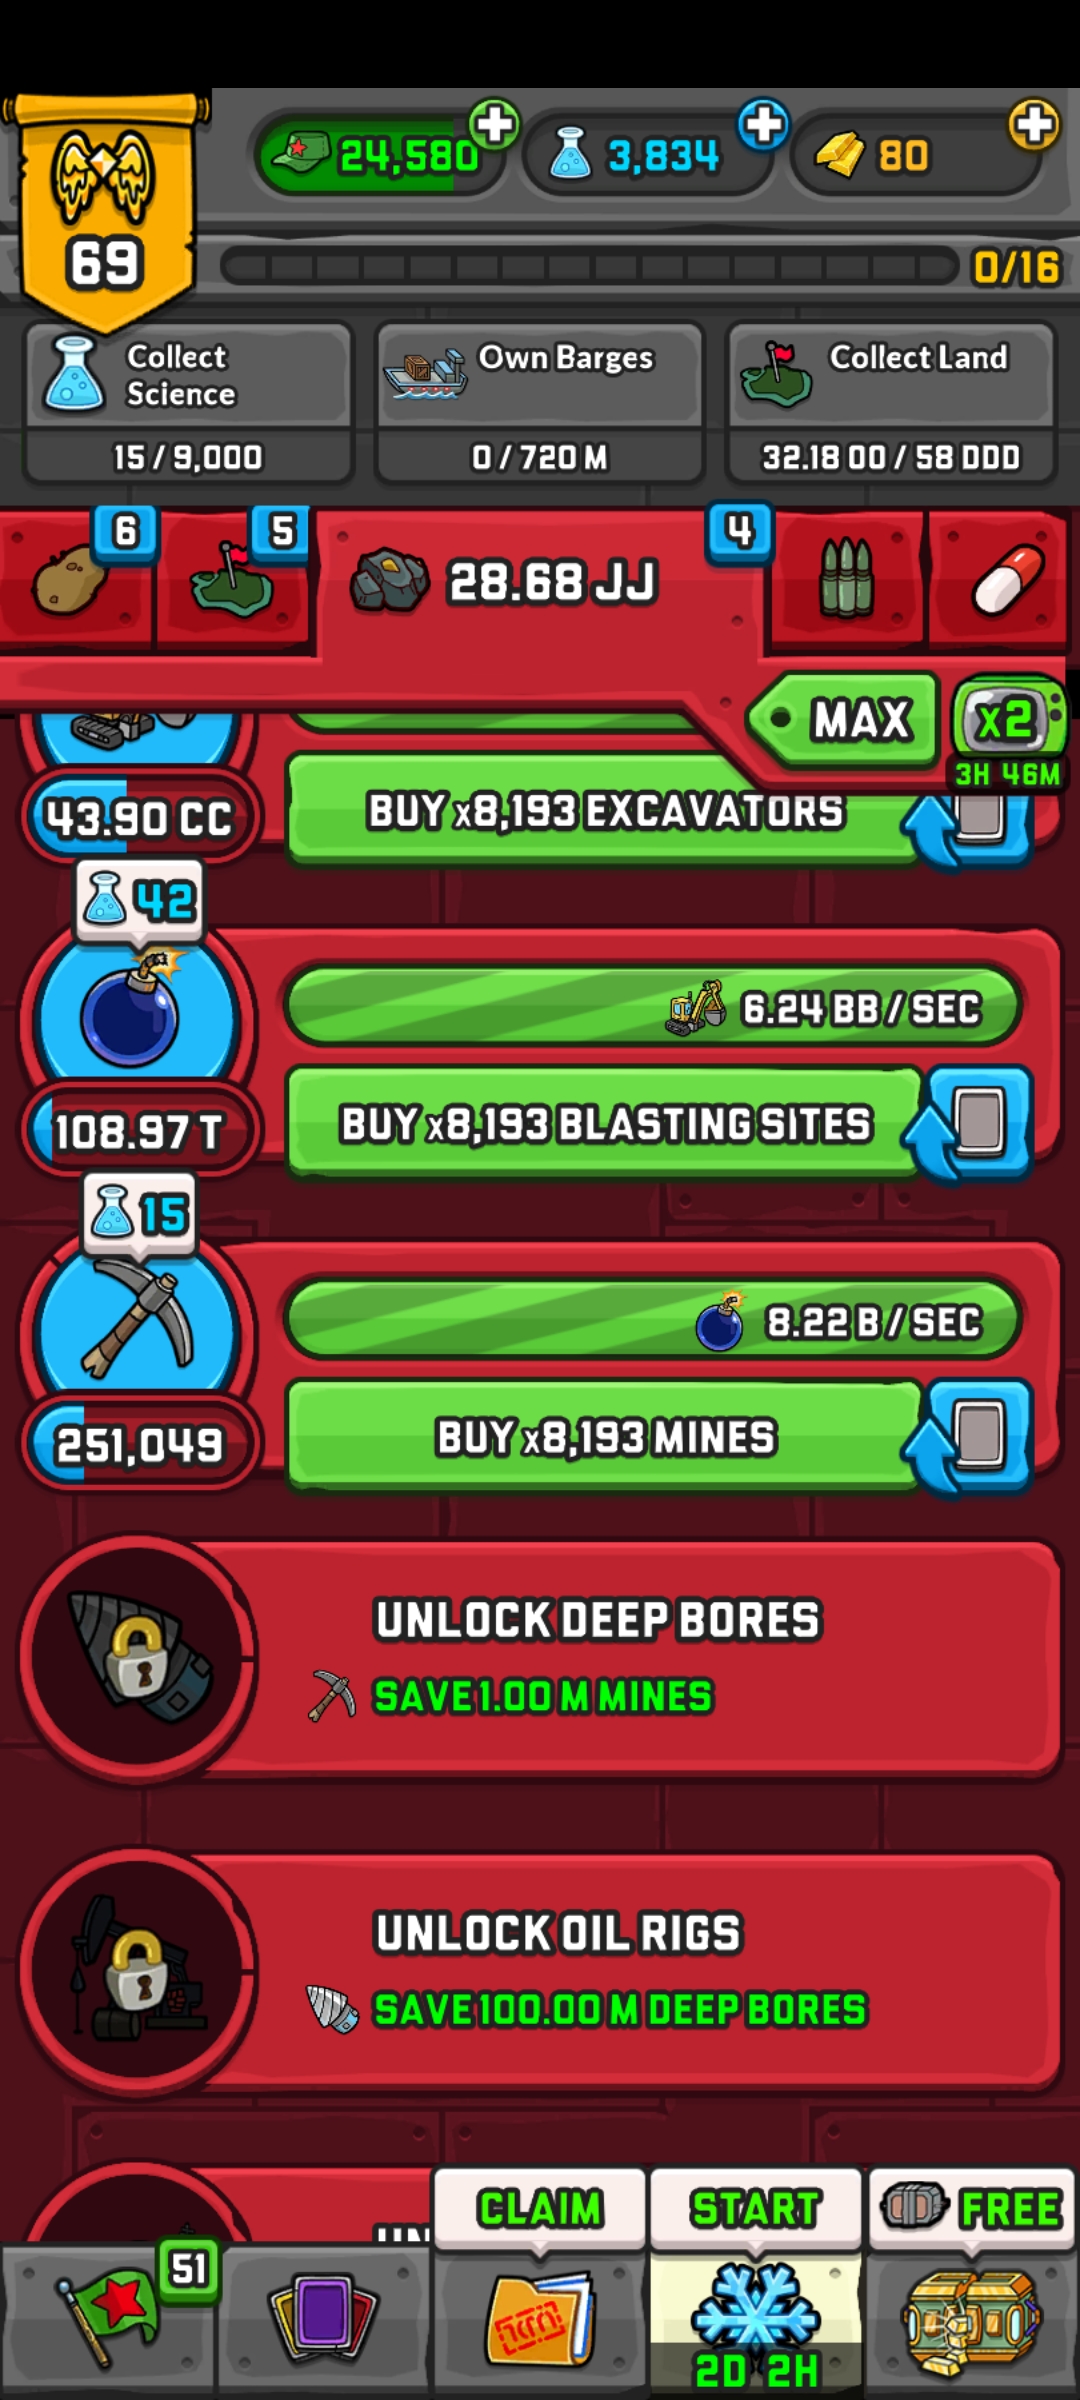 24,580
3,834
80
69
0/16
Collect
Science
15 / 9,000
Own Barges
0 / 720 M
Collect Land
32.18 OO / 58 DDD
6
5
28.68 JJ
4
MAX
x2
3H 46M
43.90 CC
BUY x8,193 EXCAVATORS
42
6.24 BB / SEC
108.97 T
BUY x8,193 BLASTING SITES
15
8.22 B / SEC
251,049
BUY x8,193 MINES
UNLOCK DEEP BORES
SAVE 1.00 M MINES
UNLOCK OIL RIGS
SAVE 100.00 M DEEP BORES
CLAIM
START
FREE
51
2D 2H